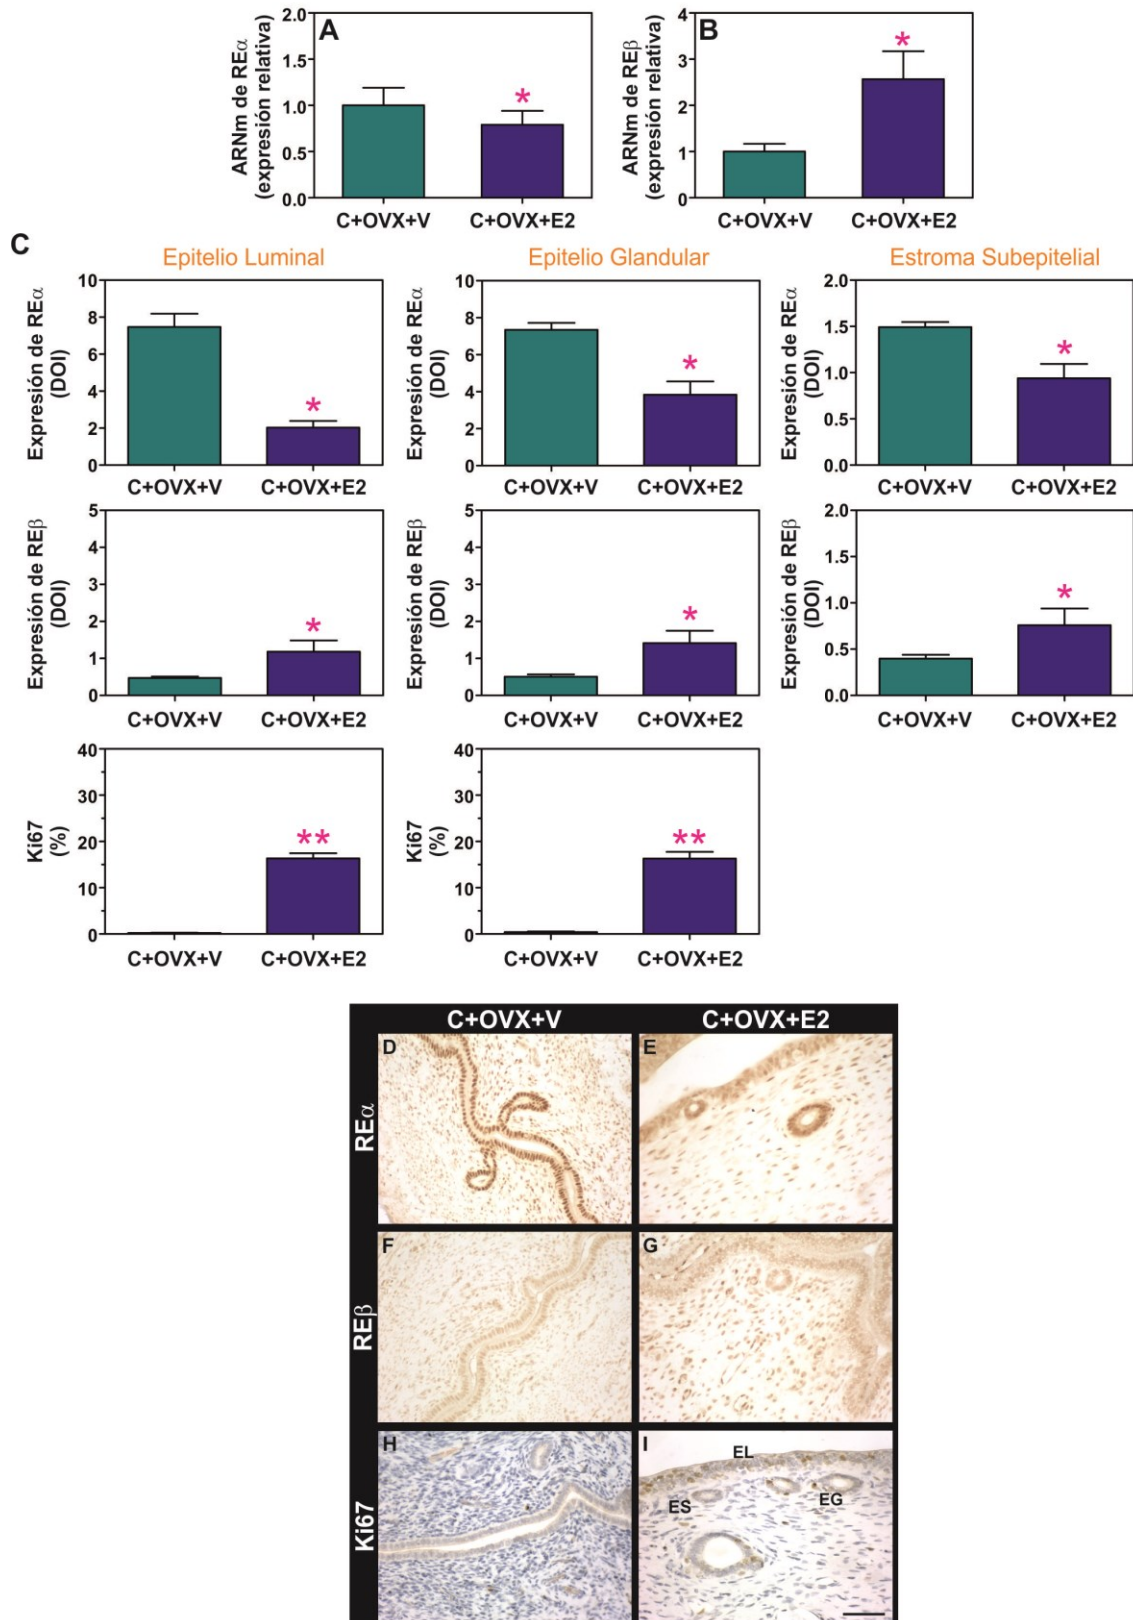 A
ARNm de REα
(expresión relativa)
2.0
1.5
1.0
0.5
0.0
C+OVX+V
C+OVX+E2
*
B
ARNm de REβ
(expresión relativa)
4
3
2
1
0
C+OVX+V
C+OVX+E2
*
C
Epitelio Luminal
Epitelio Glandular
Estroma Subepitelial
Expresión de REα
(DOI)
10
8
6
4
2
0
C+OVX+V
C+OVX+E2
*
Expresión de REα
(DOI)
10
8
6
4
2
0
C+OVX+V
C+OVX+E2
*
Expresión de REα
(DOI)
2.0
1.5
1.0
0.5
0.0
C+OVX+V
C+OVX+E2
*
Expresión de REβ
(DOI)
5
4
3
2
1
0
C+OVX+V
C+OVX+E2
*
Expresión de REβ
(DOI)
5
4
3
2
1
0
C+OVX+V
C+OVX+E2
*
Expresión de REβ
(DOI)
2.0
1.5
1.0
0.5
0.0
C+OVX+V
C+OVX+E2
*
Ki67
(%)
40
30
20
10
0
C+OVX+V
C+OVX+E2
**
Ki67
(%)
40
30
20
10
0
C+OVX+V
C+OVX+E2
**
C+OVX+V
C+OVX+E2
REα
D
E
REβ
F
G
Ki67
H
I
EL
ES
EG